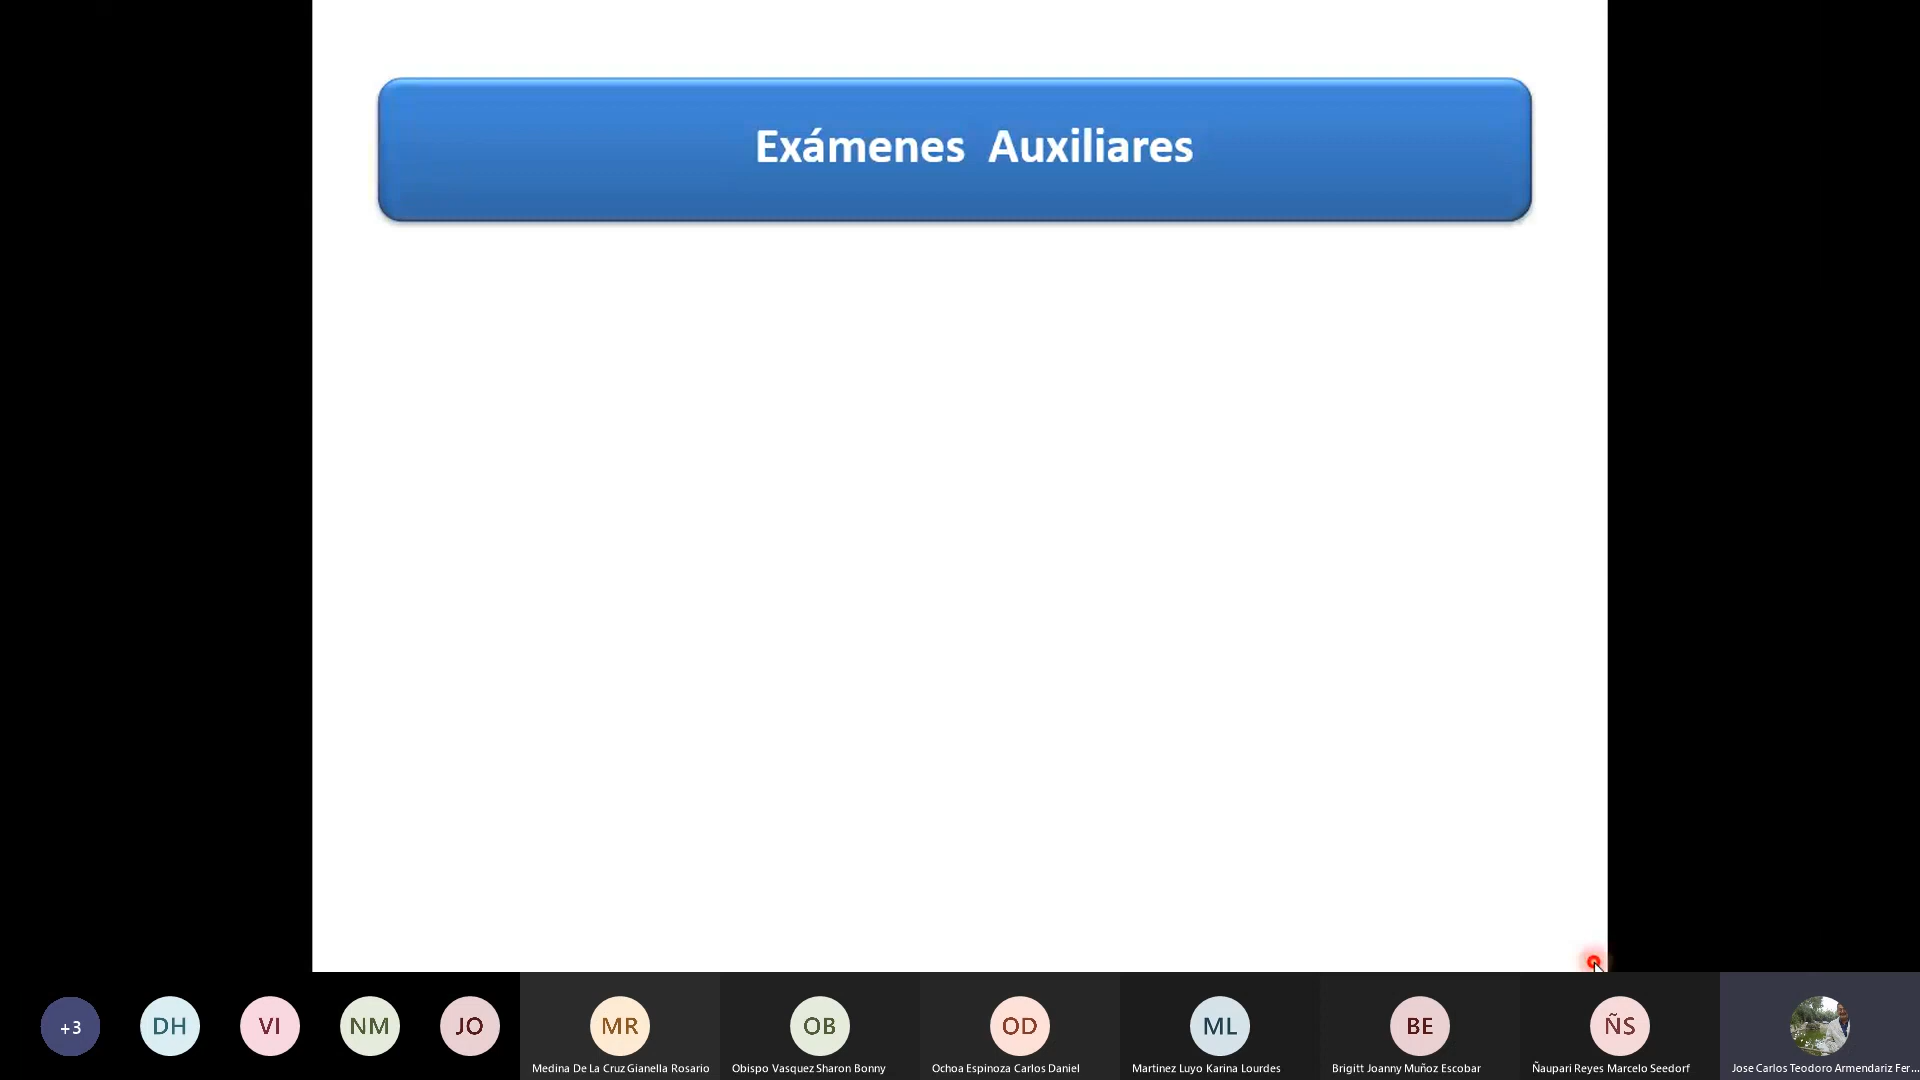 Exámenes Auxiliares
+3
DH
VI
NM
JO
MR
OB
OD
ML
BE
ÑS
Medina De La Cruz Gianella Rosario
Obispo Vasquez Sharon Bonny
Ochoa Espinoza Carlos Daniel
Martinez Luyo Karina Lourdes
Brigitt Joanny Muñoz Escobar
Ñaupari Reyes Marcelo Seedorf
Jose Carlos Teodoro Armendariz Fer...